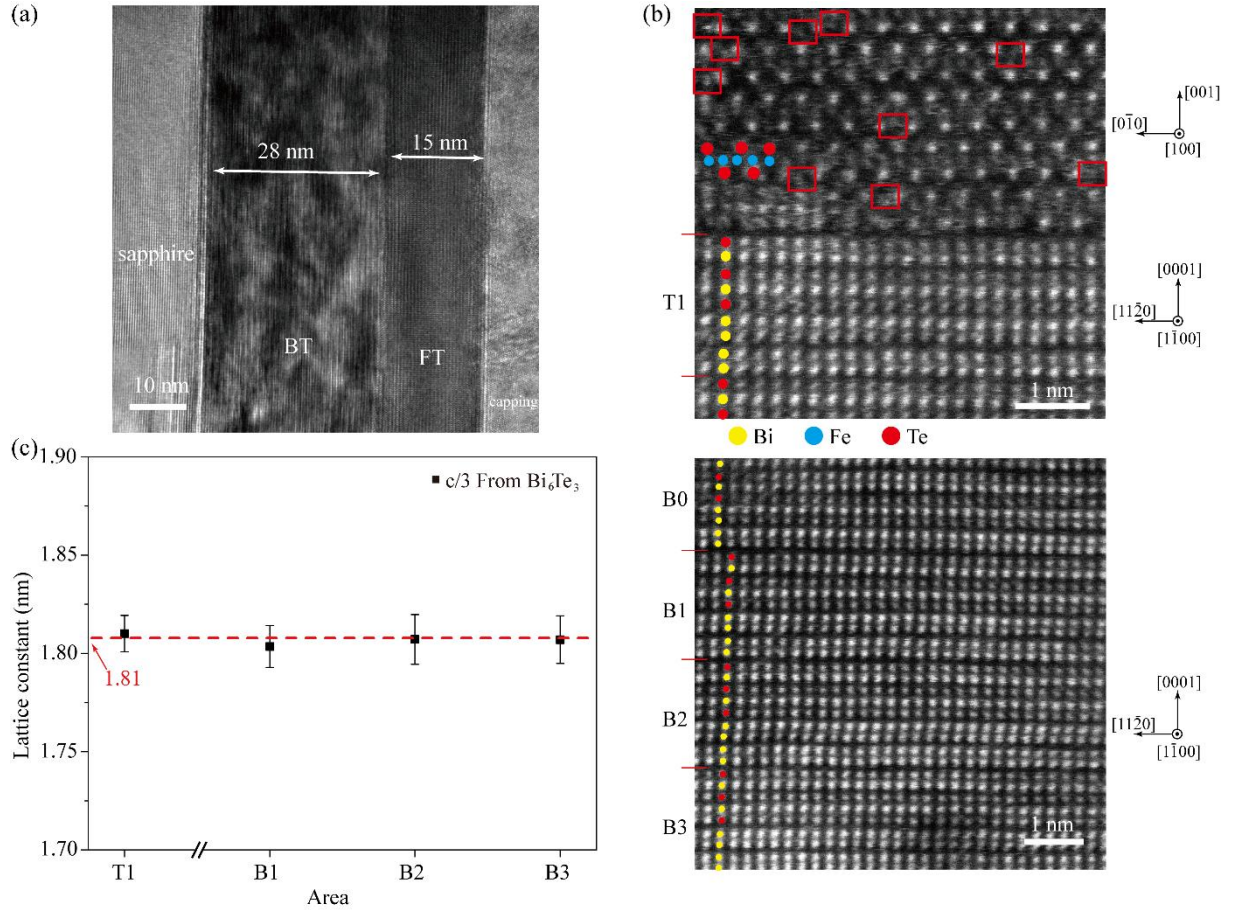 (a)
28 nm
15 nm
sapphire
BT
FT
10 nm
capping
(b)
[001]
[01̄0]
[100]
T1
[0001]
[112̄0]
[11̄00]
1 nm
Bi Fe Te
B0
B1
B2
B3
[0001]
[112̄0]
[11̄00]
1 nm
(c)
c/3 From Bi₆Te₃
Lattice constant (nm)
1.90
1.85
1.80
1.75
1.70
1.81
T1 B1 B2 B3
Area